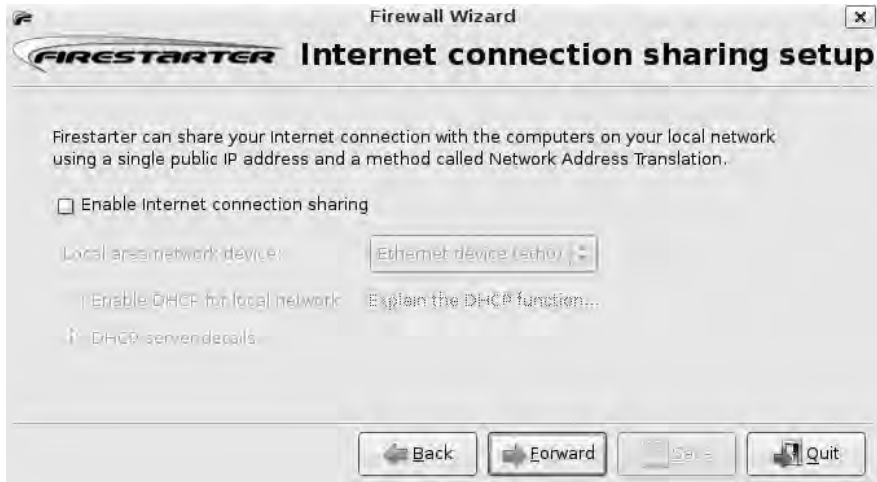 Firewall Wizard
FIRESTARTER Internet connection sharing setup
Firestarter can share your Internet connection with the computers on your local network
using a single public IP address and a method called Network Address Translation.
Enable Internet connection sharing
Local area network device: Ethernet device (eth0)
Enable DHCP for local network Explain the DHCP function...
DHCP server details
Back Forward Save Quit